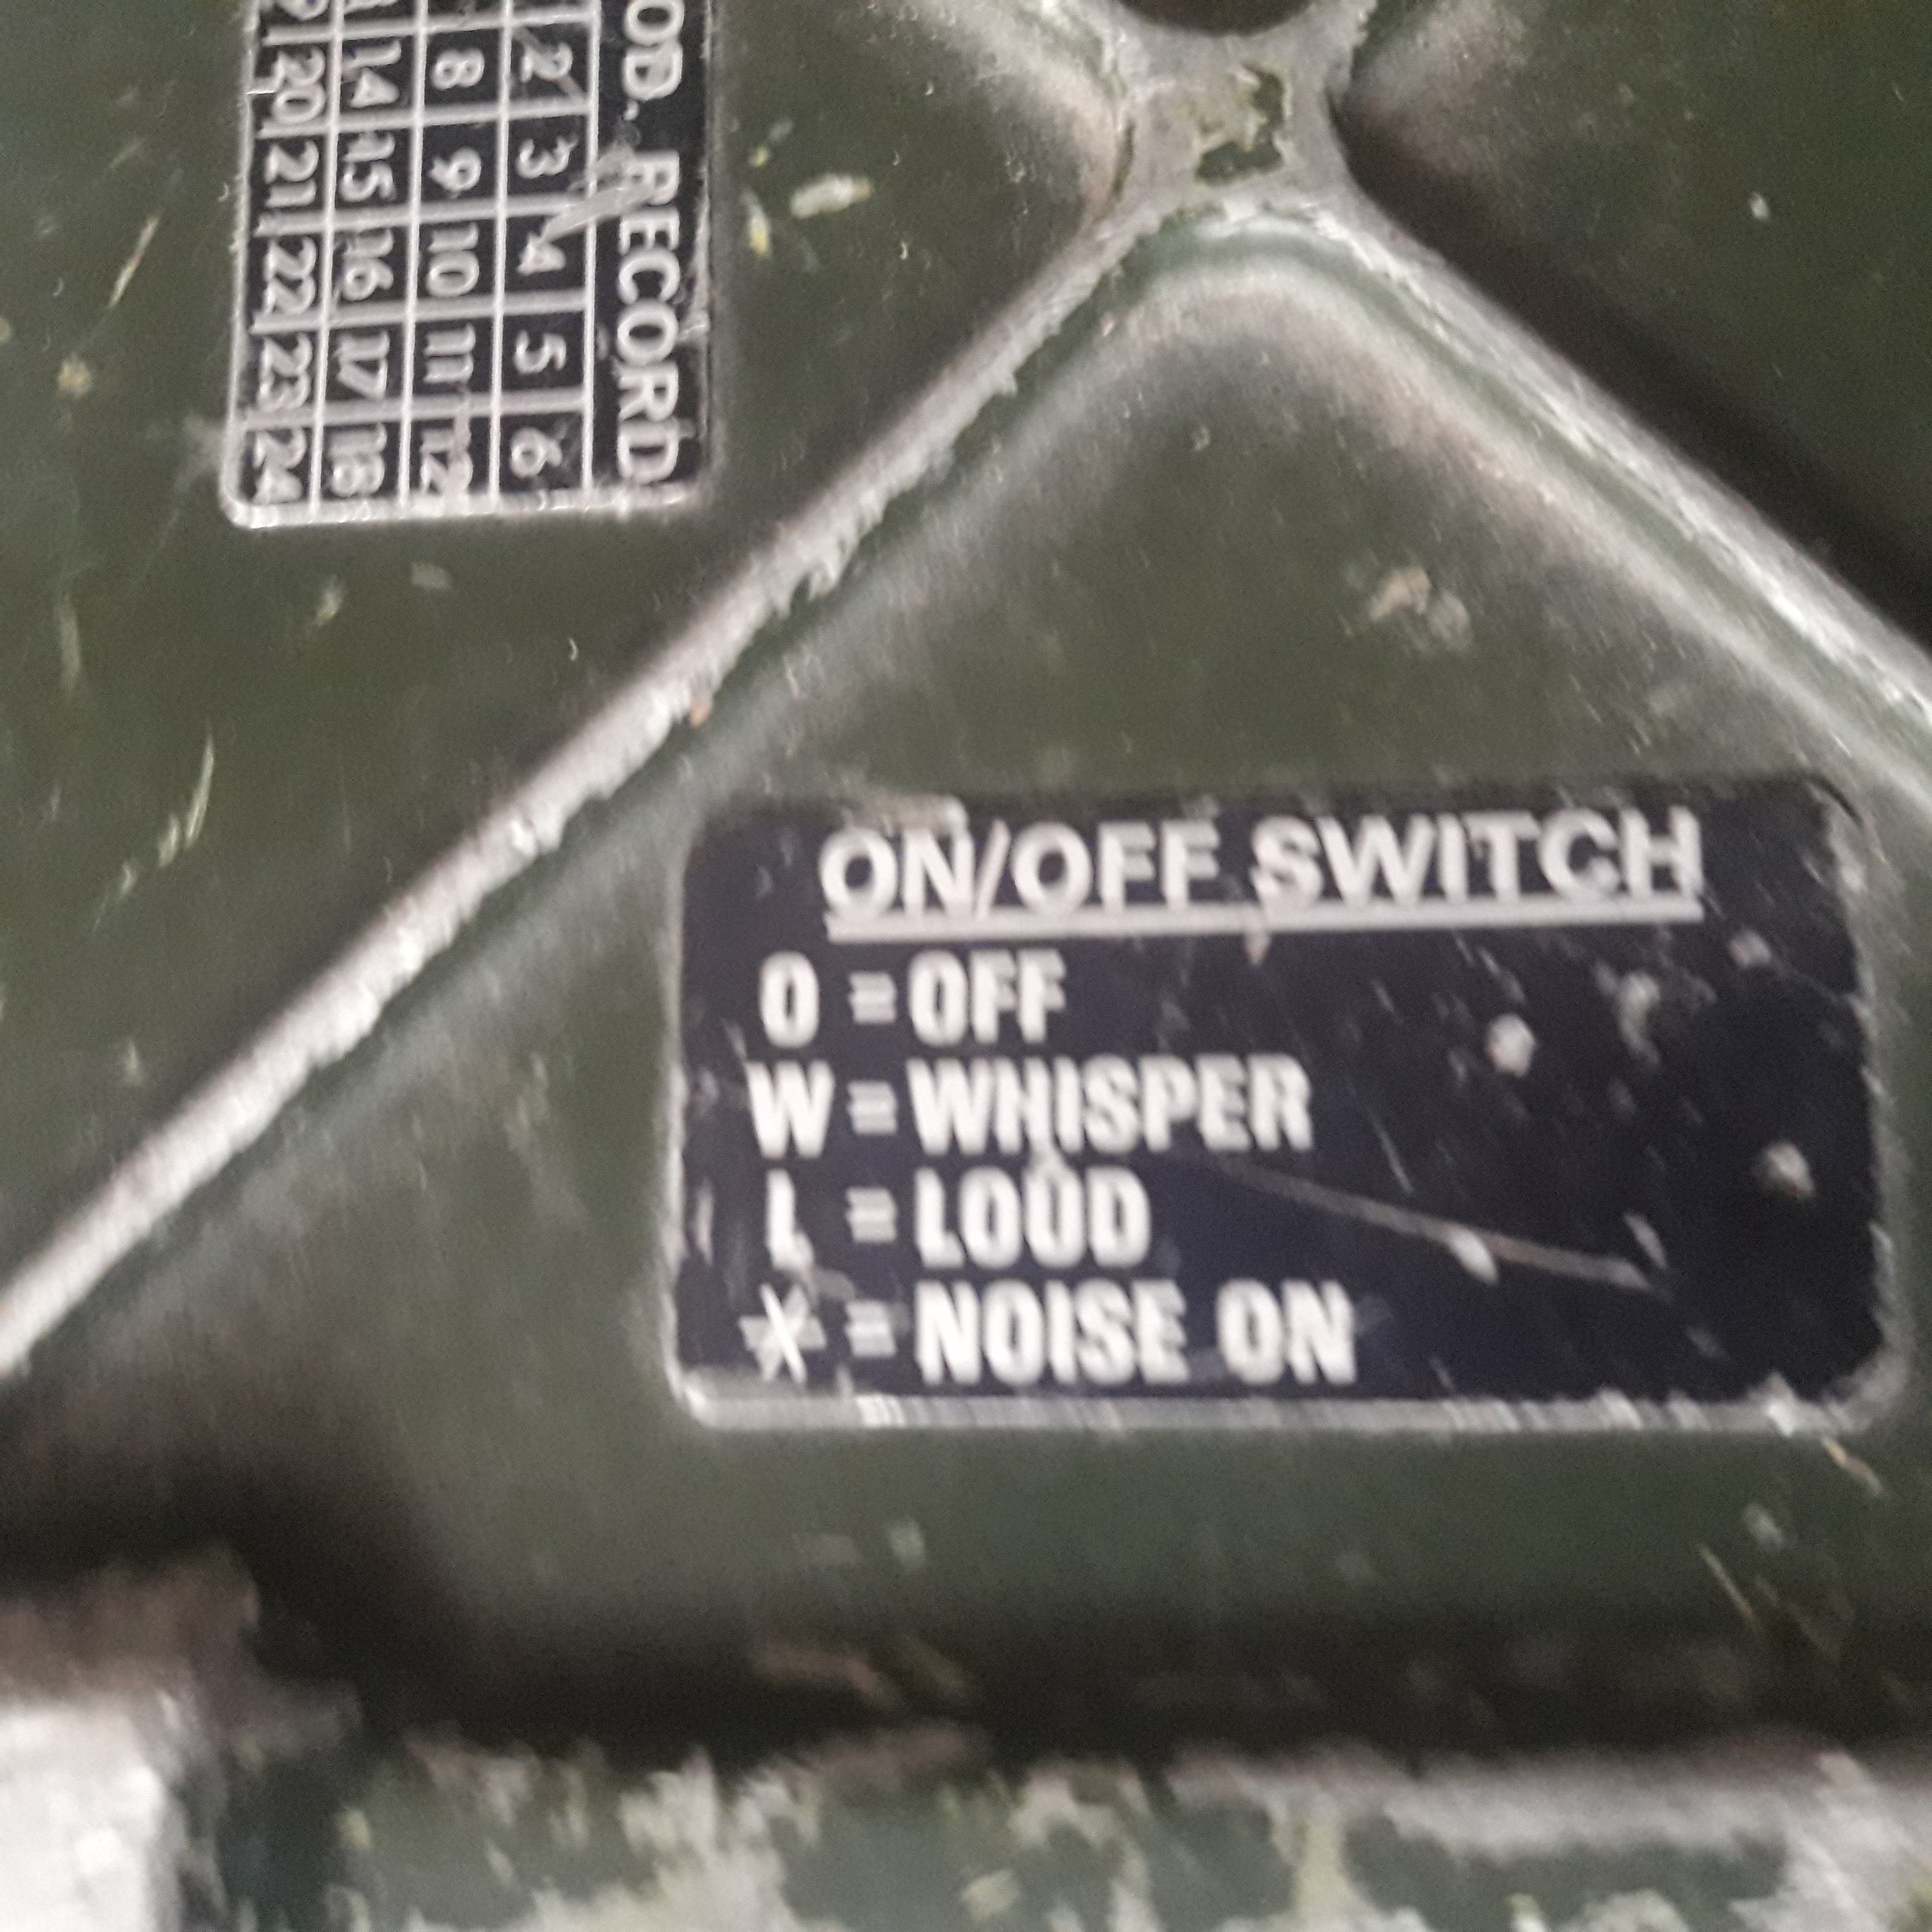 OD. RECORD
2 3 4 5 6
8 9 10 11 12
14 15 16 17 18
20 21 22 23 24
ON/OFF SWITCH
O = OFF
W = WHISPER
L = LOUD
* = NOISE ON